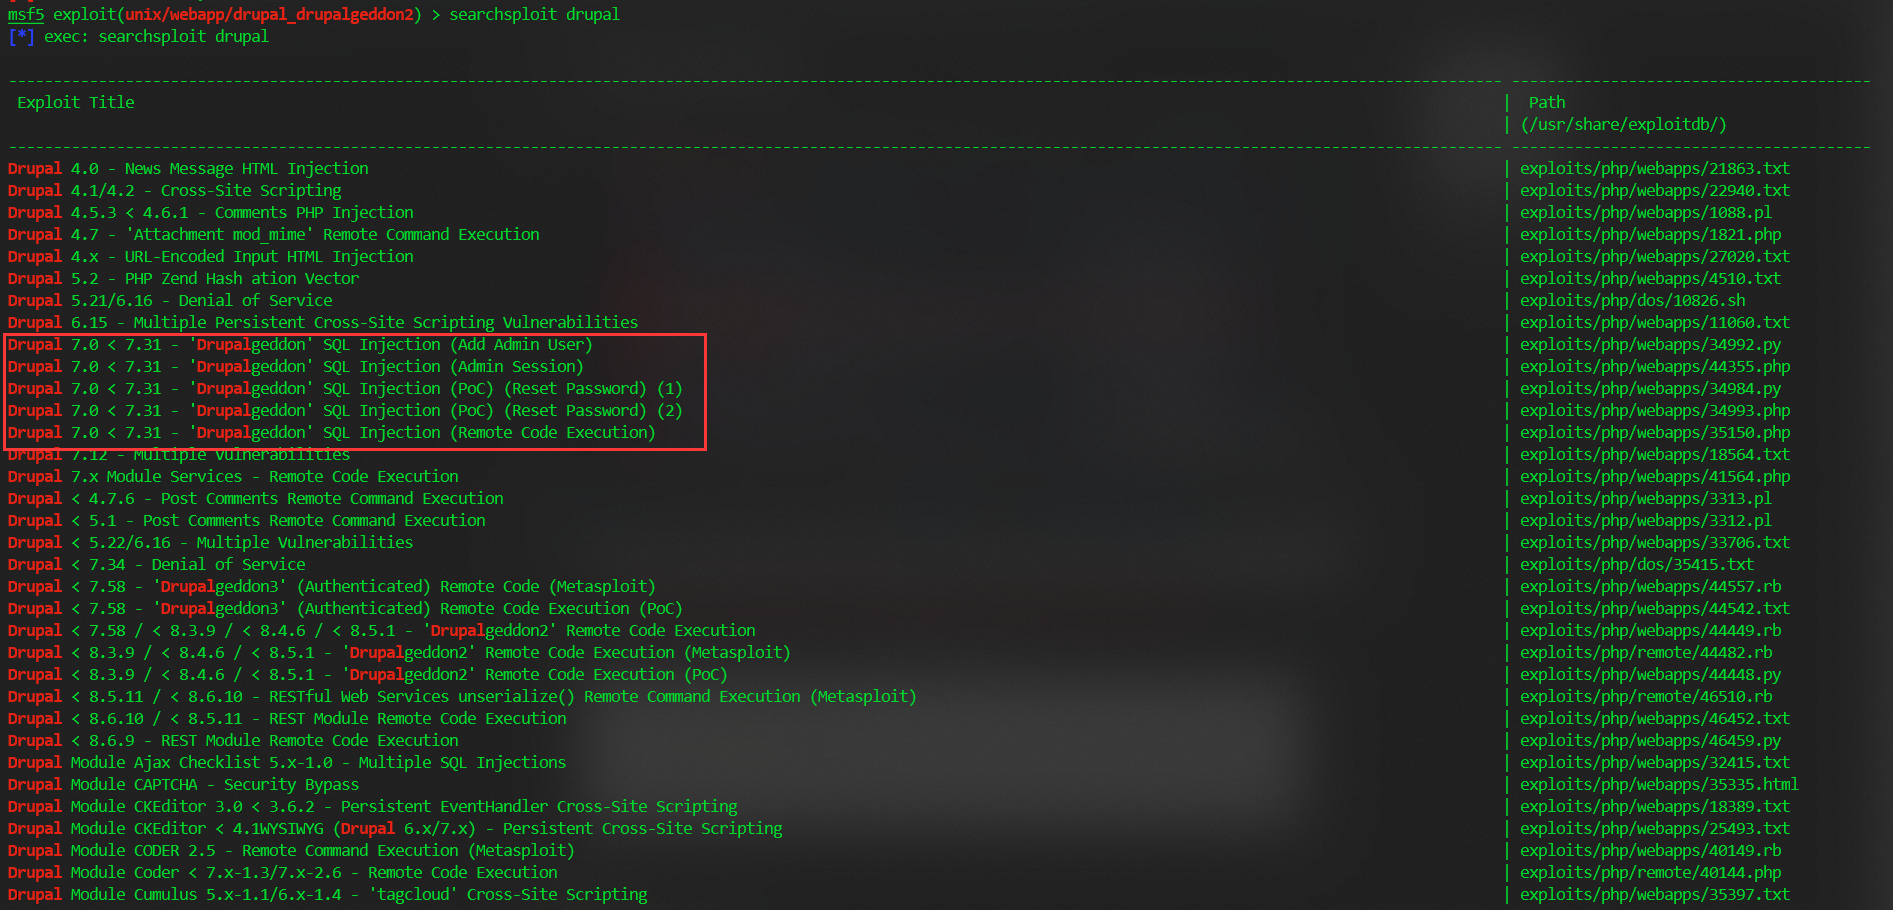 msf5 exploit(unix/webapp/drupal_drupalgeddon2) > searchsploit drupal
[*] exec: searchsploit drupal
Exploit Title | Path
| (/usr/share/exploitdb/)
Drupal 4.0 - News Message HTML Injection | exploits/php/webapps/21863.txt
Drupal 4.1/4.2 - Cross-Site Scripting | exploits/php/webapps/22940.txt
Drupal 4.5.3 < 4.6.1 - Comments PHP Injection | exploits/php/webapps/1088.pl
Drupal 4.7 - 'Attachment mod_mime' Remote Command Execution | exploits/php/webapps/1821.php
Drupal 4.x - URL-Encoded Input HTML Injection | exploits/php/webapps/27020.txt
Drupal 5.2 - PHP Zend Hash ation Vector | exploits/php/webapps/4510.txt
Drupal 5.21/6.16 - Denial of Service | exploits/php/dos/10826.sh
Drupal 6.15 - Multiple Persistent Cross-Site Scripting Vulnerabilities | exploits/php/webapps/11060.txt
Drupal 7.0 < 7.31 - 'Drupalgeddon' SQL Injection (Add Admin User) | exploits/php/webapps/34992.py
Drupal 7.0 < 7.31 - 'Drupalgeddon' SQL Injection (Admin Session) | exploits/php/webapps/44355.php
Drupal 7.0 < 7.31 - 'Drupalgeddon' SQL Injection (PoC) (Reset Password) (1) | exploits/php/webapps/34984.py
Drupal 7.0 < 7.31 - 'Drupalgeddon' SQL Injection (PoC) (Reset Password) (2) | exploits/php/webapps/34993.php
Drupal 7.0 < 7.31 - 'Drupalgeddon' SQL Injection (Remote Code Execution) | exploits/php/webapps/35150.php
Drupal 7.12 - Multiple Vulnerabilities | exploits/php/webapps/18564.txt
Drupal 7.x Module Services - Remote Code Execution | exploits/php/webapps/41564.php
Drupal < 4.7.6 - Post Comments Remote Command Execution | exploits/php/webapps/3313.pl
Drupal < 5.1 - Post Comments Remote Command Execution | exploits/php/webapps/3312.pl
Drupal < 5.22/6.16 - Multiple Vulnerabilities | exploits/php/webapps/33706.txt
Drupal < 7.34 - Denial of Service | exploits/php/dos/35415.txt
Drupal < 7.58 - 'Drupalgeddon3' (Authenticated) Remote Code (Metasploit) | exploits/php/webapps/44557.rb
Drupal < 7.58 - 'Drupalgeddon3' (Authenticated) Remote Code Execution (PoC) | exploits/php/webapps/44542.txt
Drupal < 7.58 / < 8.3.9 / < 8.4.6 / < 8.5.1 - 'Drupalgeddon2' Remote Code Execution | exploits/php/webapps/44449.rb
Drupal < 8.3.9 / < 8.4.6 / < 8.5.1 - 'Drupalgeddon2' Remote Code Execution (Metasploit) | exploits/php/remote/44482.rb
Drupal < 8.3.9 / < 8.4.6 / < 8.5.1 - 'Drupalgeddon2' Remote Code Execution (PoC) | exploits/php/webapps/44448.py
Drupal < 8.5.11 / < 8.6.10 - RESTful Web Services unserialize() Remote Command Execution (Metasploit) | exploits/php/remote/46510.rb
Drupal < 8.6.10 / < 8.5.11 - REST Module Remote Code Execution | exploits/php/webapps/46452.txt
Drupal < 8.6.9 - REST Module Remote Code Execution | exploits/php/webapps/46459.py
Drupal Module Ajax Checklist 5.x-1.0 - Multiple SQL Injections | exploits/php/webapps/32415.txt
Drupal Module CAPTCHA - Security Bypass | exploits/php/webapps/35335.html
Drupal Module CKEditor 3.0 < 3.6.2 - Persistent EventHandler Cross-Site Scripting | exploits/php/webapps/18389.txt
Drupal Module CKEditor < 4.1WYSIWYG (Drupal 6.x/7.x) - Persistent Cross-Site Scripting | exploits/php/webapps/25493.txt
Drupal Module CODER 2.5 - Remote Command Execution (Metasploit) | exploits/php/webapps/40149.rb
Drupal Module Coder < 7.x-1.3/7.x-2.6 - Remote Code Execution | exploits/php/remote/40144.php
Drupal Module Cumulus 5.x-1.1/6.x-1.4 - 'tagcloud' Cross-Site Scripting | exploits/php/webapps/35397.txt